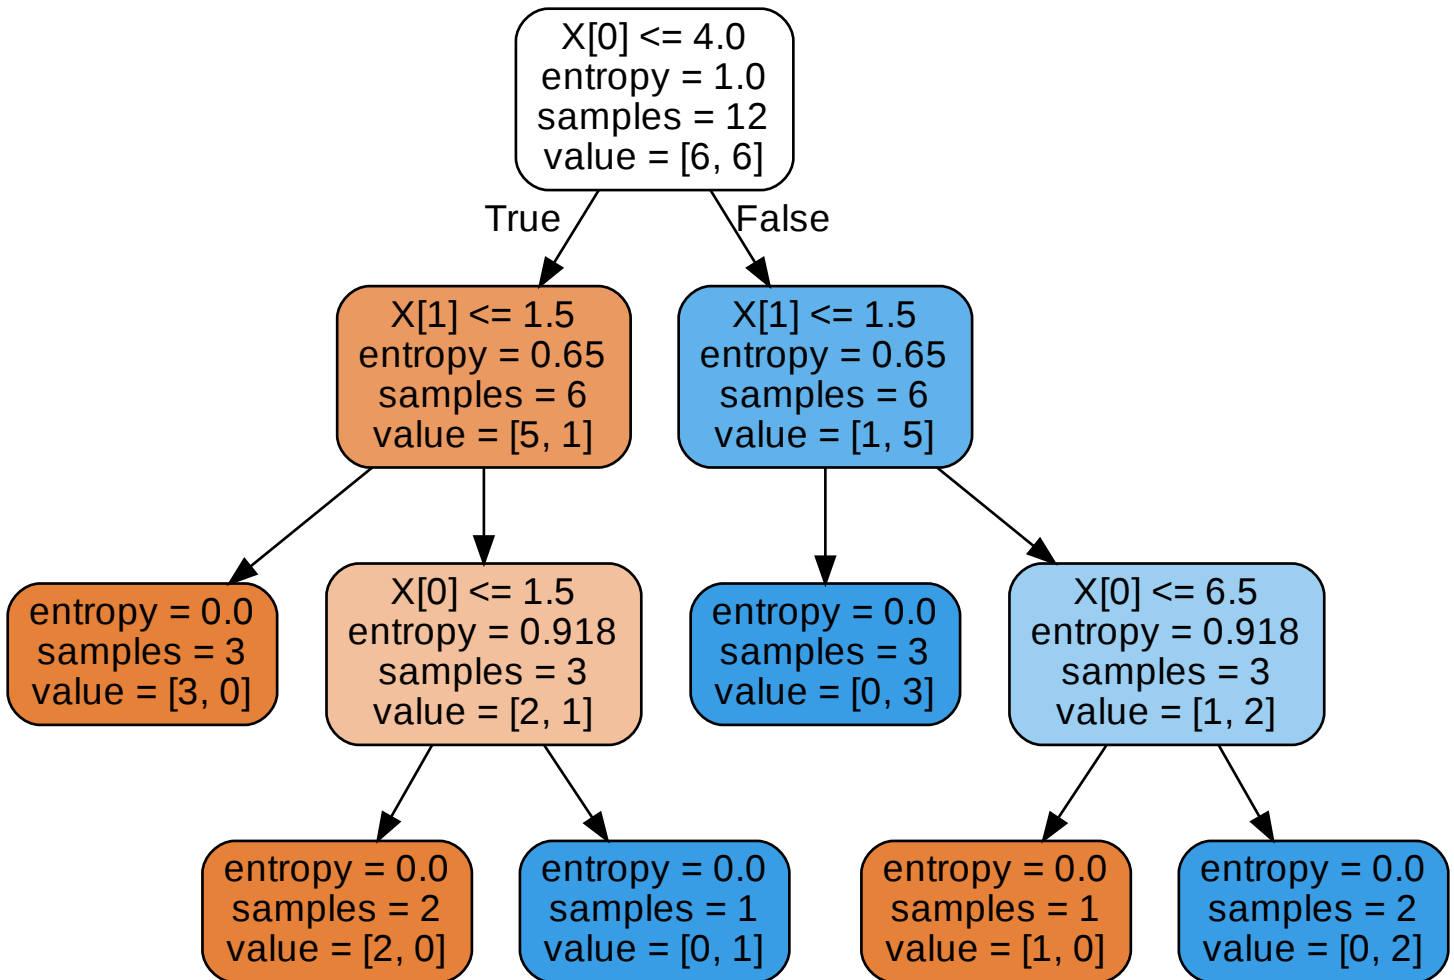 X[0] <= 4.0
entropy = 1.0
samples = 12
value = [6, 6]
True
False
X[1] <= 1.5
entropy = 0.65
samples = 6
value = [5, 1]
X[1] <= 1.5
entropy = 0.65
samples = 6
value = [1, 5]
entropy = 0.0
samples = 3
value = [3, 0]
X[0] <= 1.5
entropy = 0.918
samples = 3
value = [2, 1]
entropy = 0.0
samples = 3
value = [0, 3]
X[0] <= 6.5
entropy = 0.918
samples = 3
value = [1, 2]
entropy = 0.0
samples = 2
value = [2, 0]
entropy = 0.0
samples = 1
value = [0, 1]
entropy = 0.0
samples = 1
value = [1, 0]
entropy = 0.0
samples = 2
value = [0, 2]